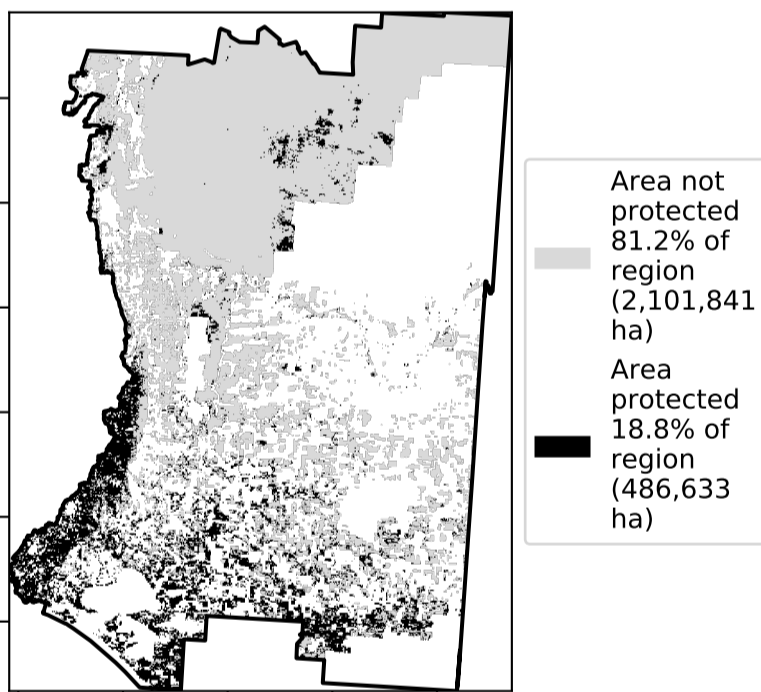 Area not
protected
81.2% of
region
(2,101,841
ha)
Area
protected
18.8% of
region
(486,633
ha)